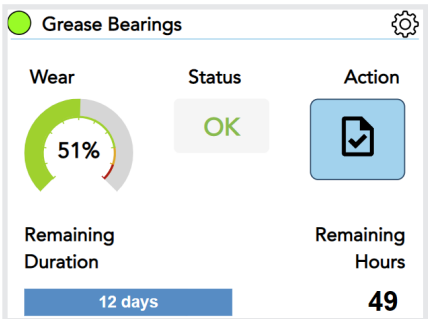 Grease Bearings
Wear
Status
Action
51%
OK
Remaining
Duration
Remaining
Hours
12 days
49